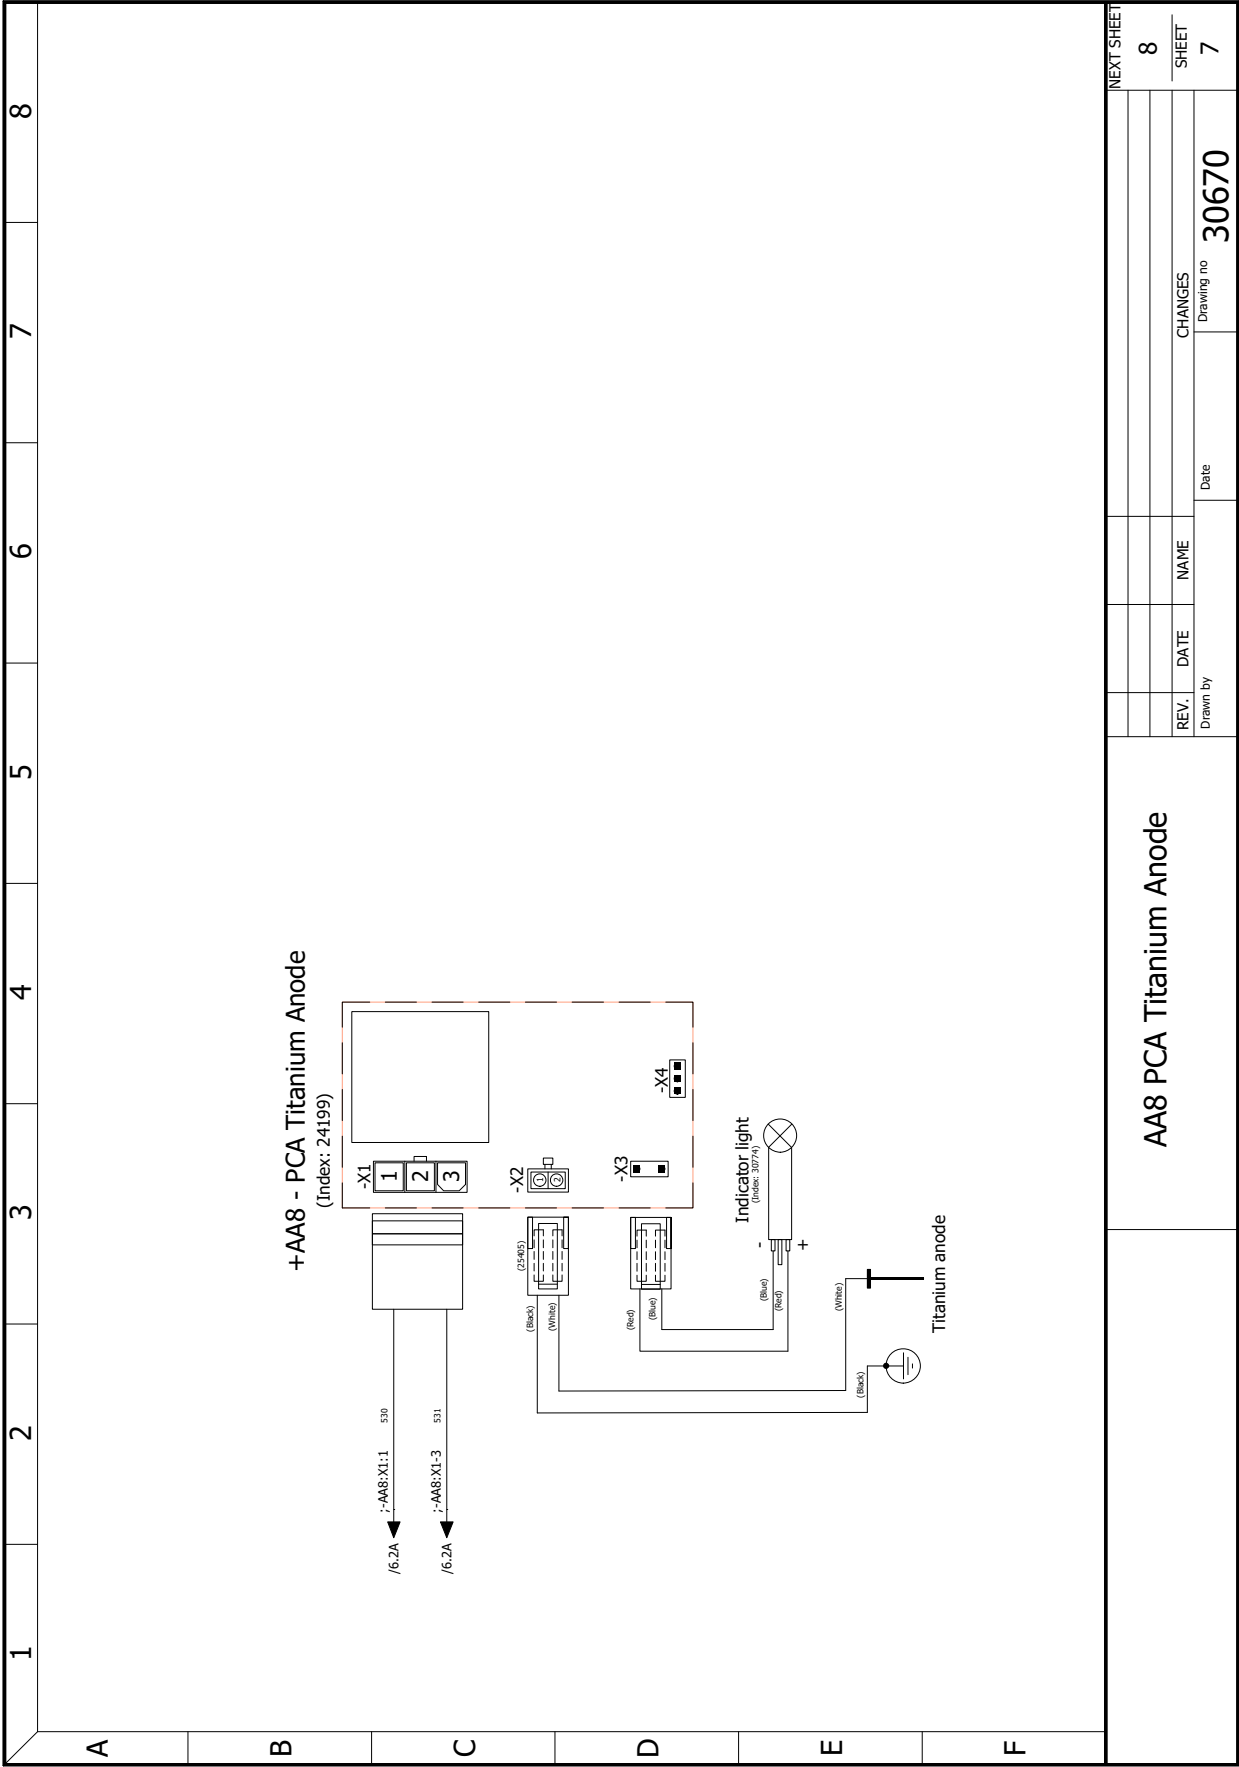 1
2
3
4
5
6
7
8
A
B
C
D
E
F
+AA8 - PCA Titanium Anode
(Index: 24199)
-X1
1
2
3
;-AA8:X1:1
530
/6.2A
;-AA8:X1-3
531
/6.2A
-X2
1
2
(25405)
(Black)
(White)
-X3
-X4
(Red)
(Blue)
Indicator light
(Index: 30774)
-
+
(Blue)
(Red)
(White)
(Black)
Titanium anode
AA8 PCA Titanium Anode
REV.
DATE
NAME
CHANGES
NEXT SHEET
8
SHEET
7
Drawn by
Date
Drawing no
30670